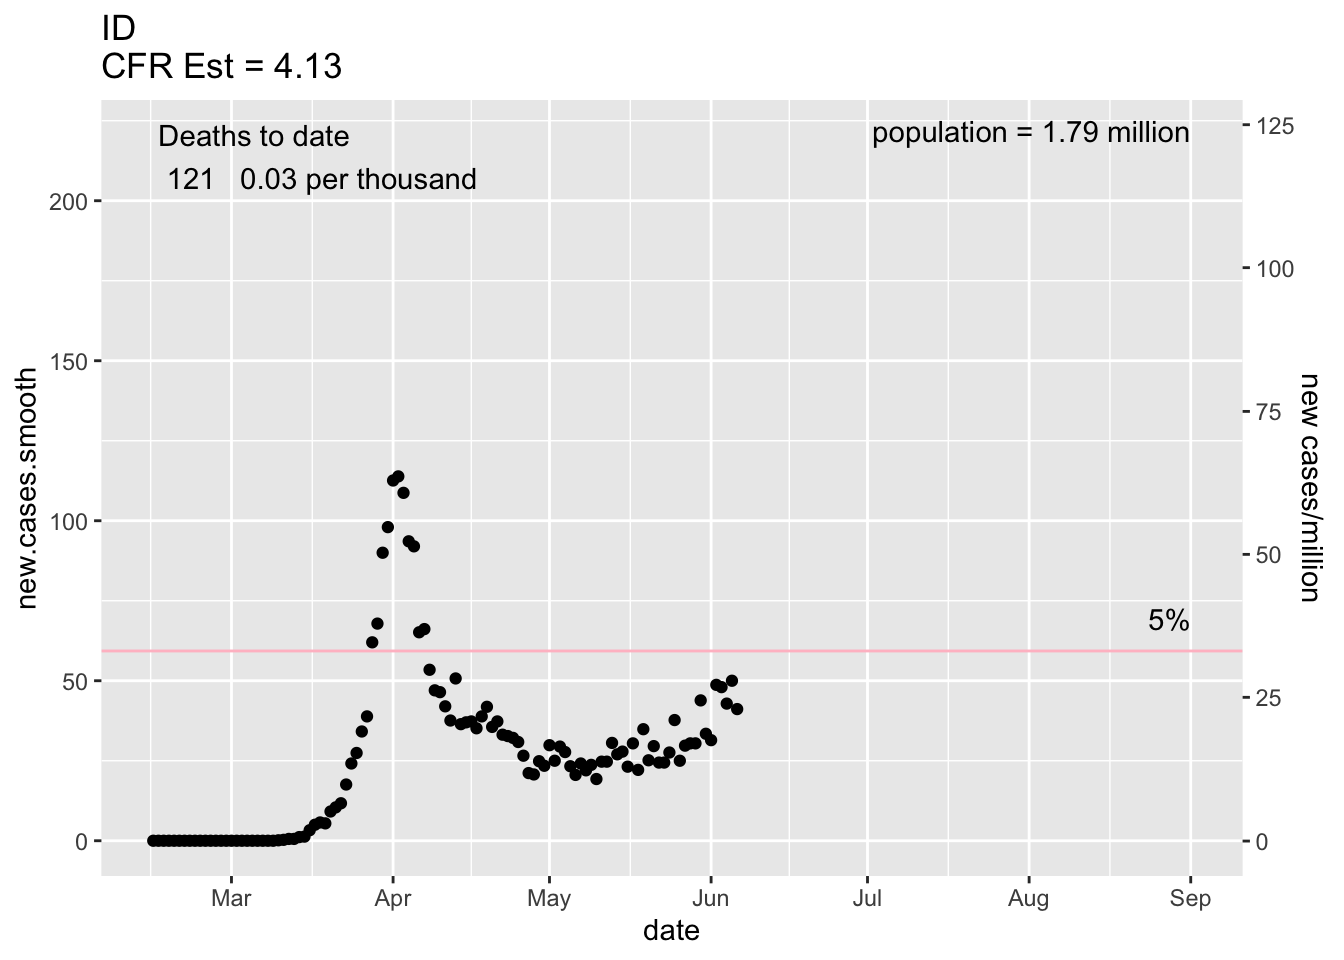 ID
CFR Est = 4.13
Deaths to date
121 0.03 per thousand
population = 1.79 million
5%
new.cases.smooth
200
150
100
50
0
125
100
75
50
25
0
new cases/million
Mar Apr May Jun Jul Aug Sep
date